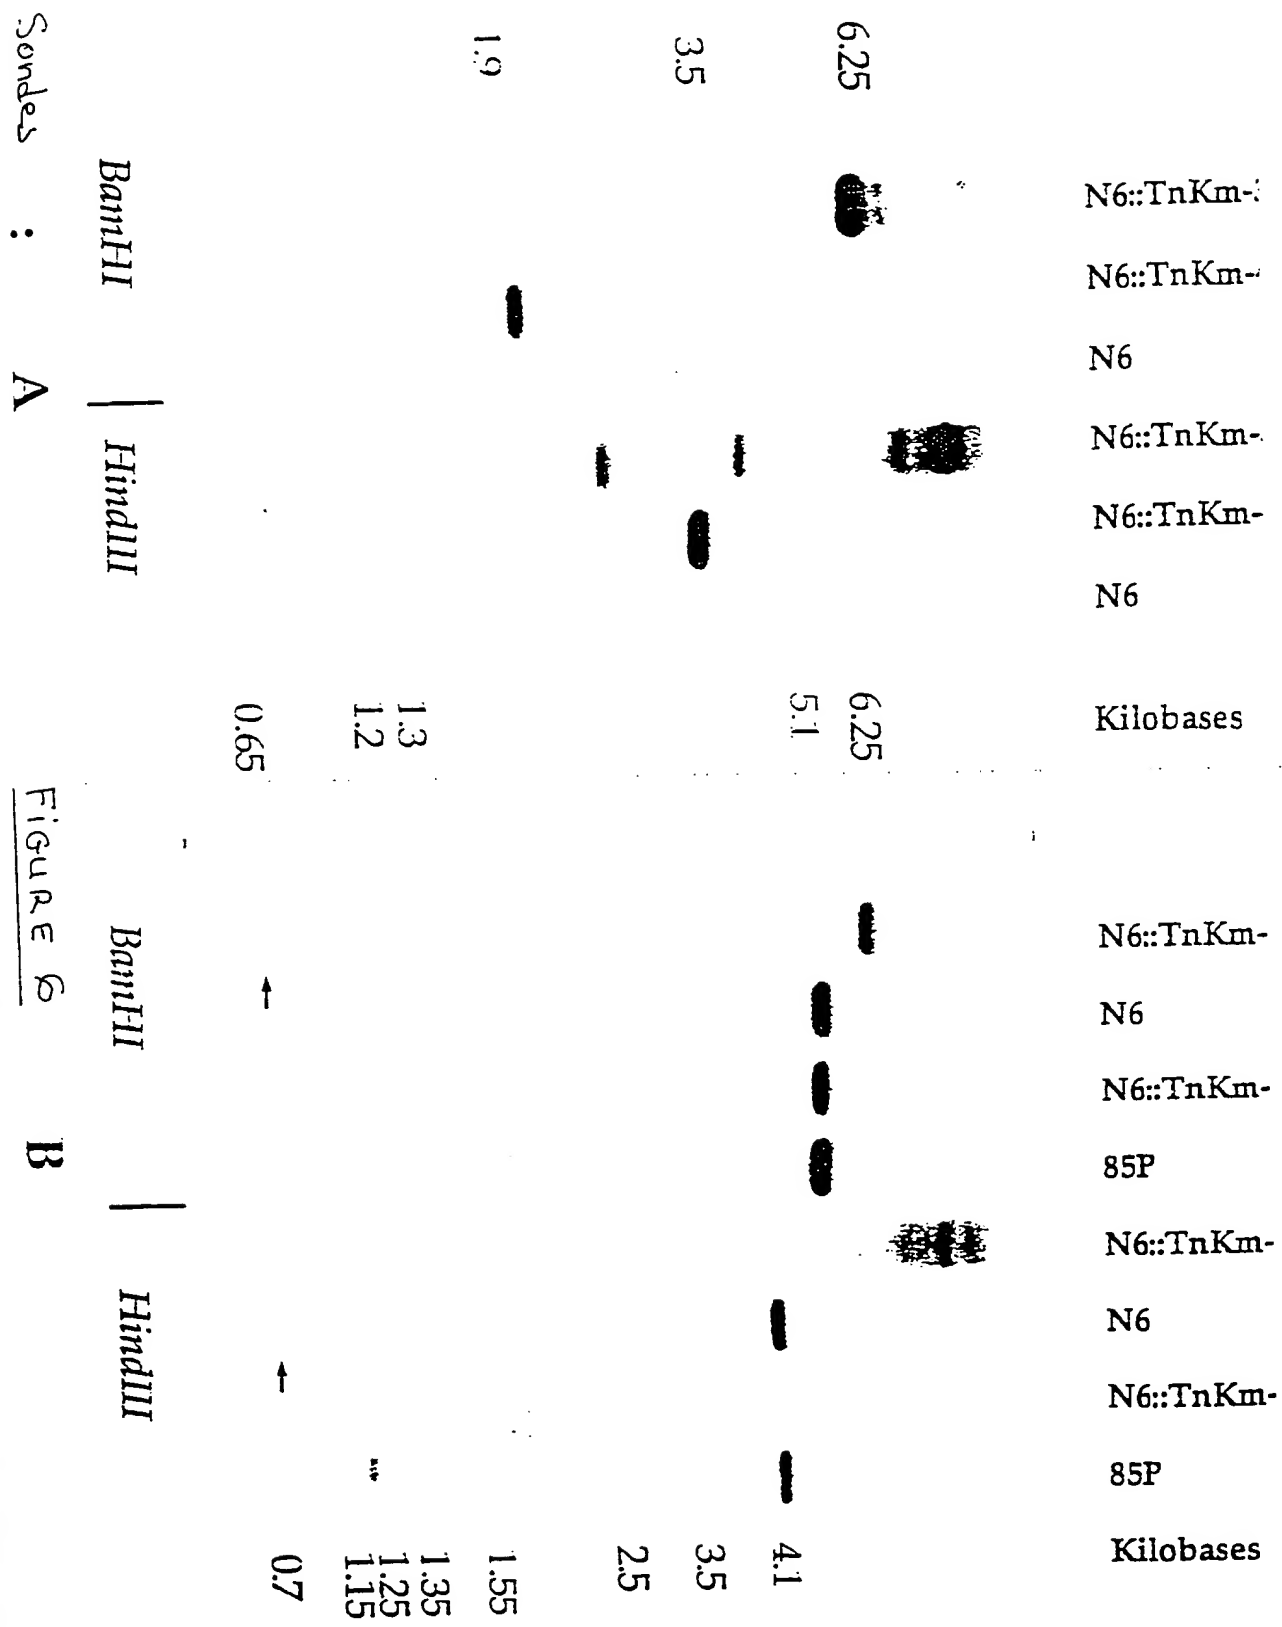 N6::TnKm-
N6::TnKm-
N6
N6::TnKm-
N6::TnKm-
N6
Kilobases
N6::TnKm-
N6
N6::TnKm-
85P
N6::TnKm-
N6
N6::TnKm-
85P
Kilobases
6.25
3.5
1.9
6.25
5.1
1.3
1.2
0.65
4.1
3.5
2.5
1.55
1.35
1.25
1.15
0.7
BamHI
HindIII
BamHI
HindIII
Sondes : A
B
FIGURE 6